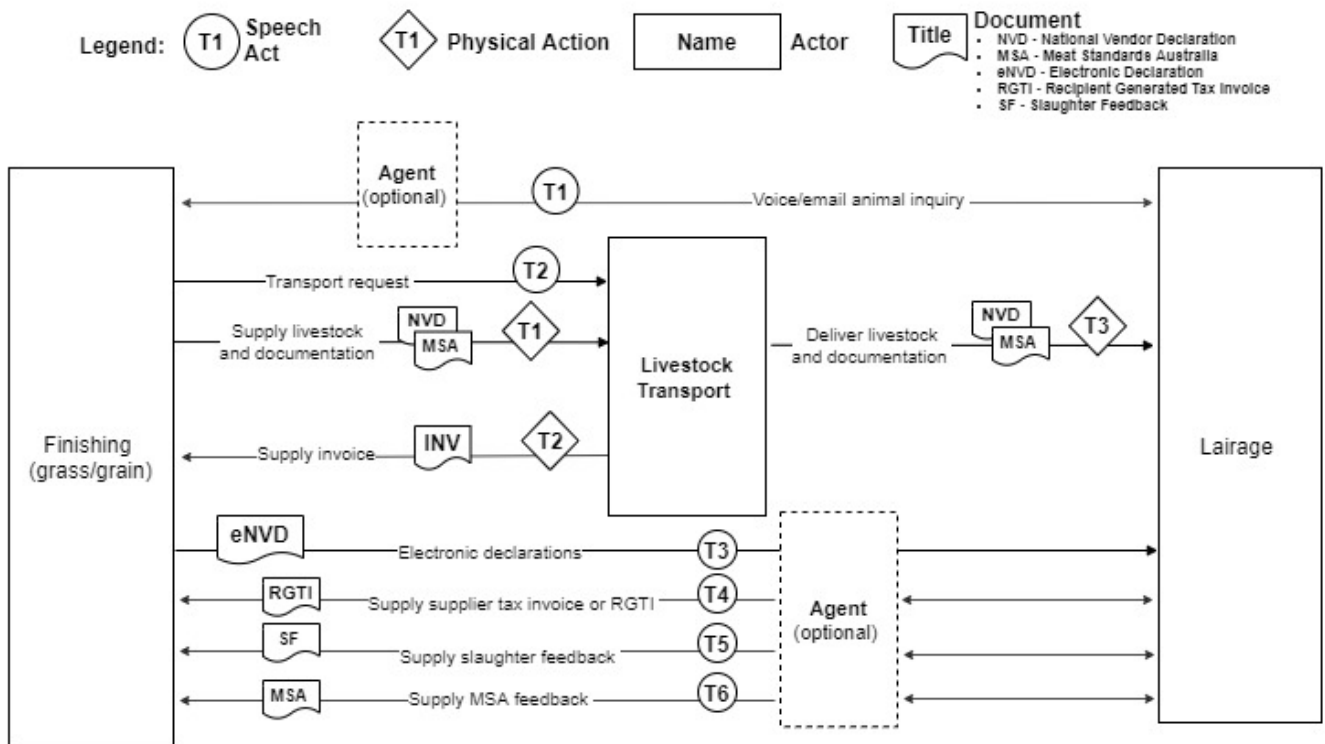 Legend:
T1
Speech
Act
T1
Physical Action
Name
Actor
Title
Document
• NVD - National Vendor Declaration
• MSA - Meat Standards Australia
• eNVD - Electronic Declaration
• RGTI - Recipient Generated Tax Invoice
• SF - Slaughter Feedback
Agent
(optional)
T1
Voice/email animal inquiry
Transport request
T2
Supply livestock
and documentation
NVD
MSA
T1
Livestock
Transport
Deliver livestock
and documentation
NVD
MSA
T3
Finishing
(grass/grain)
Supply invoice
INV
T2
Lairage
eNVD
Electronic declarations
T3
RGTI
Supply supplier tax invoice or RGTI
T4
Agent
(optional)
SF
Supply slaughter feedback
T5
MSA
Supply MSA feedback
T6